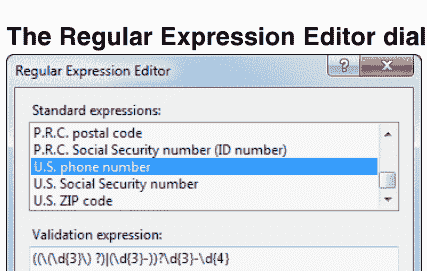 The Regular Expression Editor dial
Regular Expression Editor
Standard expressions:
P.R.C. postal code
P.R.C. Social Security number (ID number)
U.S. phone number
U.S. Social Security number
U.S. ZIP code
Validation expression:
((\(\d{3}\) ?)|(\d{3}-))?\d{3}-\d{4}